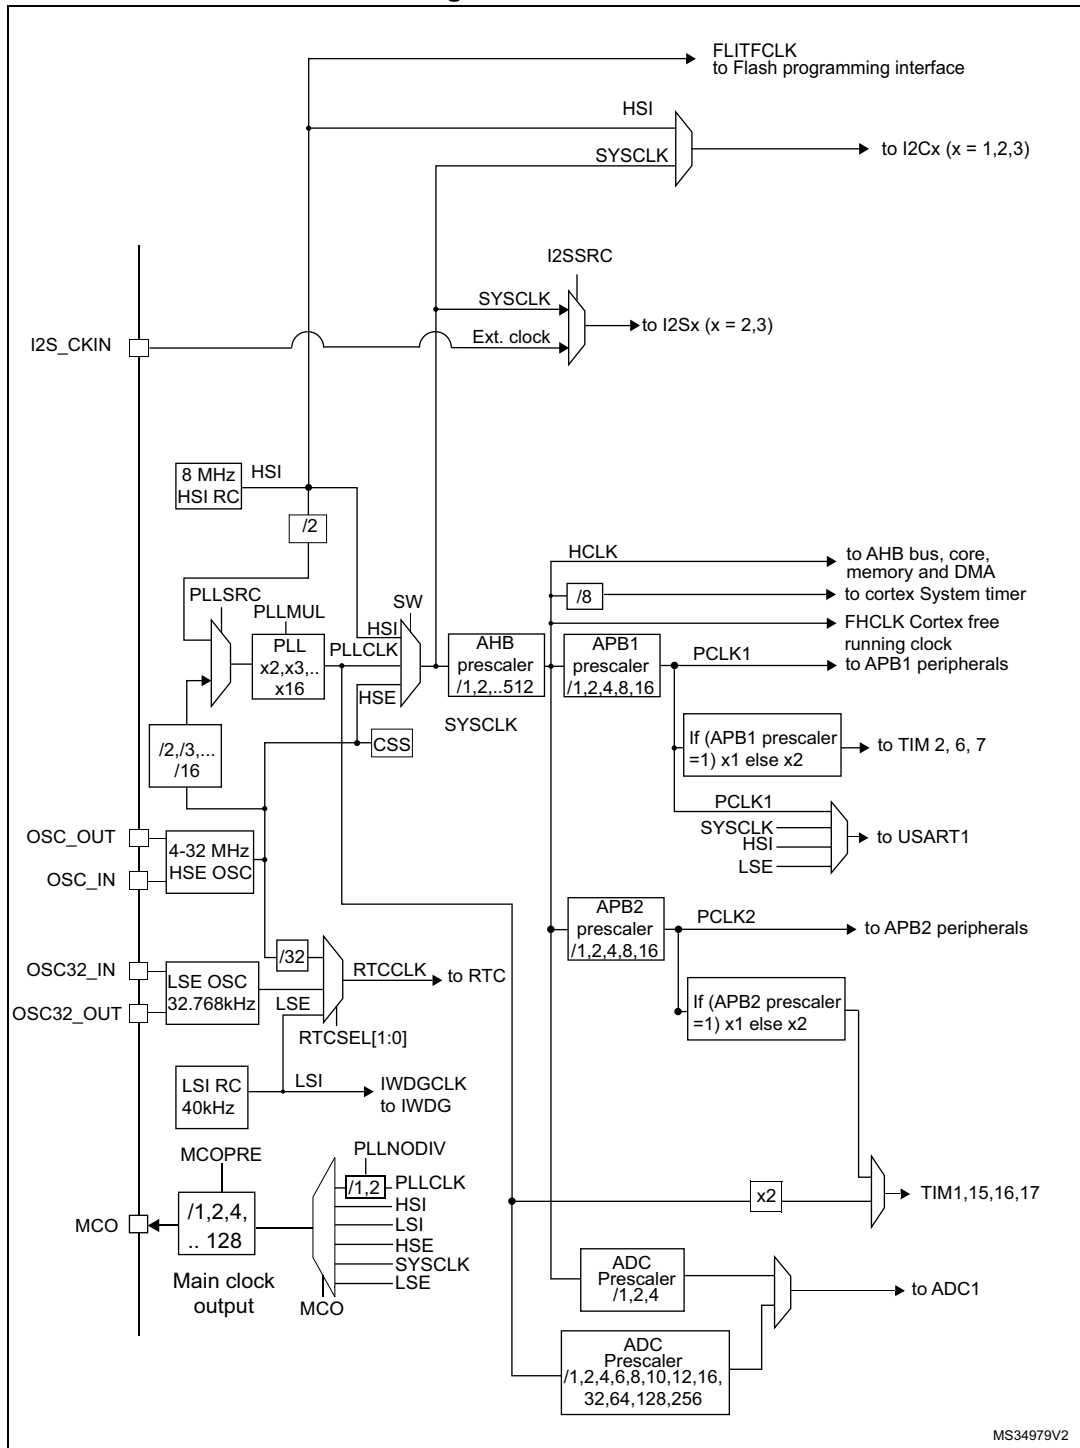 FLITFCLK
to Flash programming interface
HSI
SYSCLK
to I2Cx (x = 1,2,3)
I2SSRC
SYSCLK
to I2Sx (x = 2,3)
Ext. clock
I2S_CKIN
8 MHz
HSI RC
HSI
/2
HCLK
to AHB bus, core,
memory and DMA
/8
to cortex System timer
FHCLK Cortex free
running clock
PLLSRC
PLLMUL
SW
PLL
x2,x3,..
x16
PLLCLK
HSI
HSE
AHB
prescaler
/1,2,..512
APB1
prescaler
/1,2,4,8,16
PCLK1
to APB1 peripherals
SYSCLK
/2,/3,...
/16
CSS
If (APB1 prescaler
=1) x1 else x2
to TIM 2, 6, 7
PCLK1
SYSCLK
HSI
LSE
to USART1
OSC_OUT
OSC_IN
4-32 MHz
HSE OSC
APB2
prescaler
/1,2,4,8,16
PCLK2
to APB2 peripherals
/32
OSC32_IN
OSC32_OUT
LSE OSC
32.768kHz
LSE
RTCCLK
to RTC
RTCSEL[1:0]
If (APB2 prescaler
=1) x1 else x2
LSI RC
40kHz
LSI
IWDGCLK
to IWDG
MCOPRE
PLLNODIV
/1,2
PLLCLK
HSI
LSI
HSE
SYSCLK
LSE
MCO
/1,2,4,
.. 128
Main clock
output
MCO
x2
TIM1,15,16,17
ADC
Prescaler
/1,2,4
to ADC1
ADC
Prescaler
/1,2,4,6,8,10,12,16,
32,64,128,256
MS34979V2